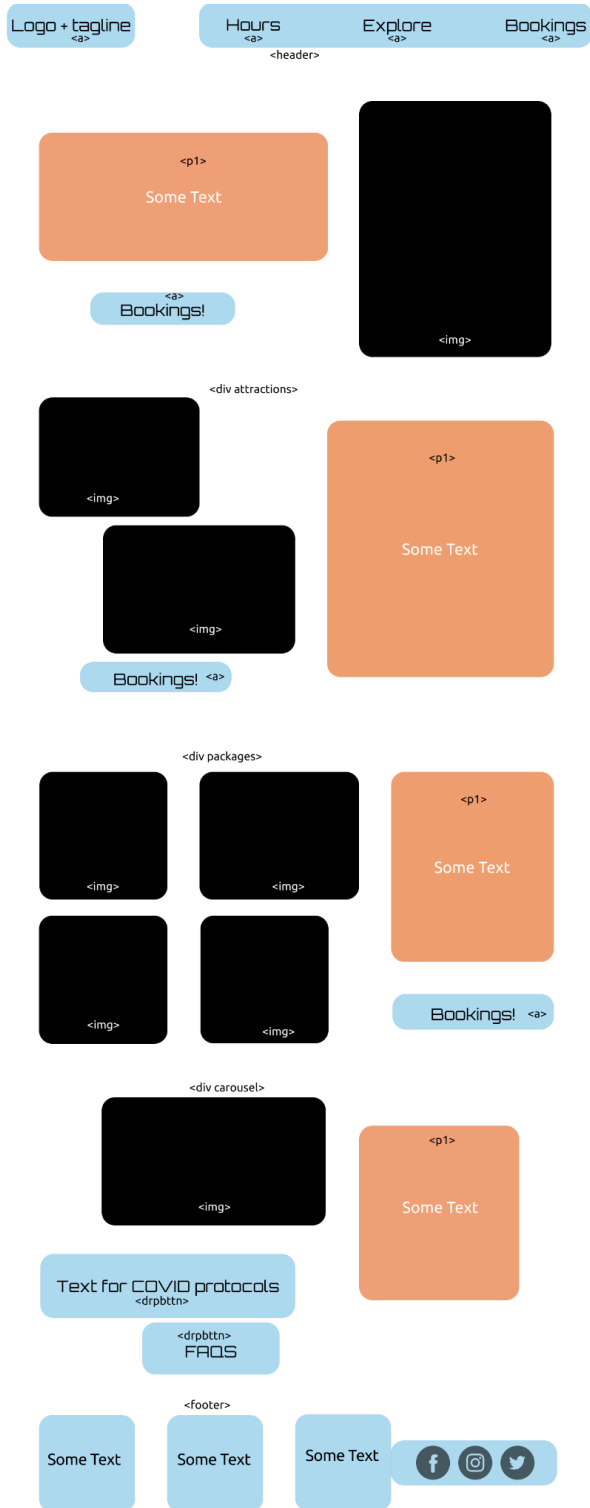 Logo + tagline
<a>
Hours
<a>
Explore
<a>
Bookings
<a>
<header>
<p1>
Some Text
<a>
Bookings!
<img>
<div attractions>
<img>
<img>
Bookings! <a>
<p1>
Some Text
<div packages>
<img>
<img>
<img>
<img>
<p1>
Some Text
Bookings! <a>
<div carousel>
<img>
<p1>
Some Text
Text for COVID protocols
<drpbttn>
<drpbttn>
FAQS
<footer>
Some Text
Some Text
Some Text